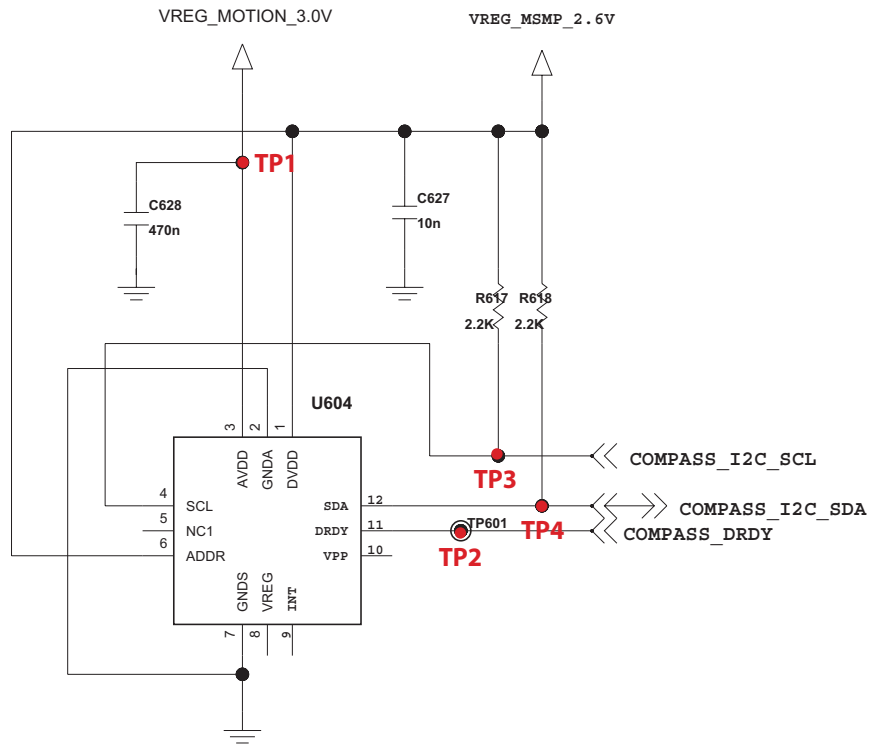 VREG_MOTION_3.0V
VREG_MSMP_2.6V
TP1
C628
470n
C627
10n
R617
2.2K
R618
2.2K
U604
3
2
1
AVDD
GNDA
DVDD
4
SCL
5
NC1
6
ADDR
SDA
12
DRDY
11
VPP
10
GNDS
VREG
INT
7
8
9
TP3
COMPASS_I2C_SCL
TP4
COMPASS_I2C_SDA
TP601
TP2
COMPASS_DRDY